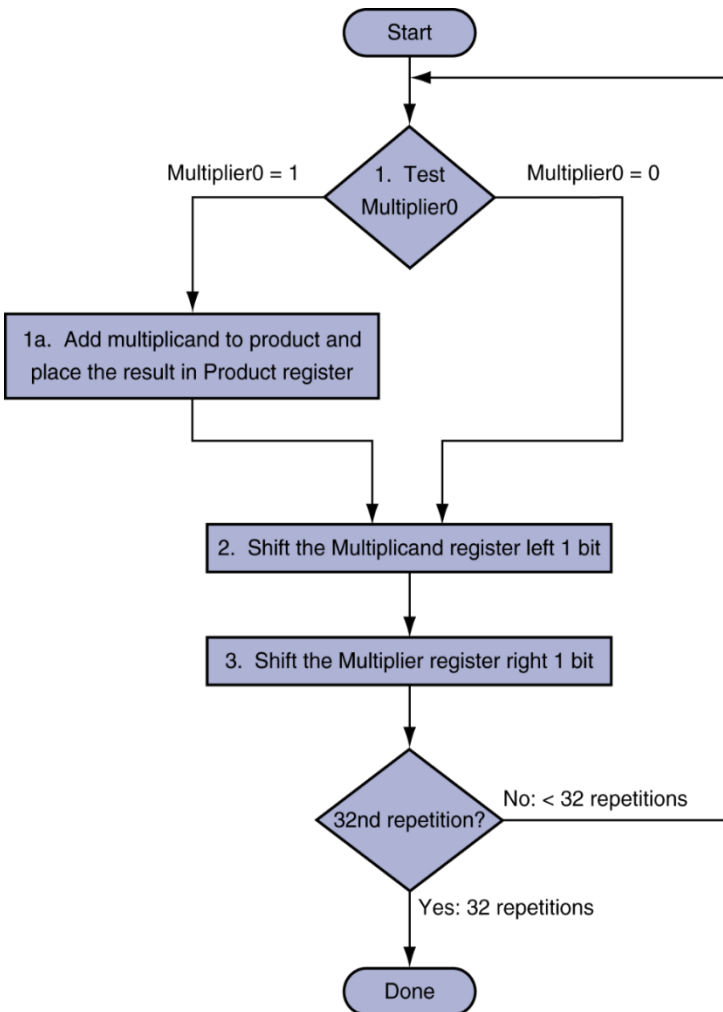 Start
Multiplier0 = 1
1. Test
Multiplier0
Multiplier0 = 0
1a. Add multiplicand to product and
place the result in Product register
2. Shift the Multiplicand register left 1 bit
3. Shift the Multiplier register right 1 bit
32nd repetition?
No: < 32 repetitions
Yes: 32 repetitions
Done